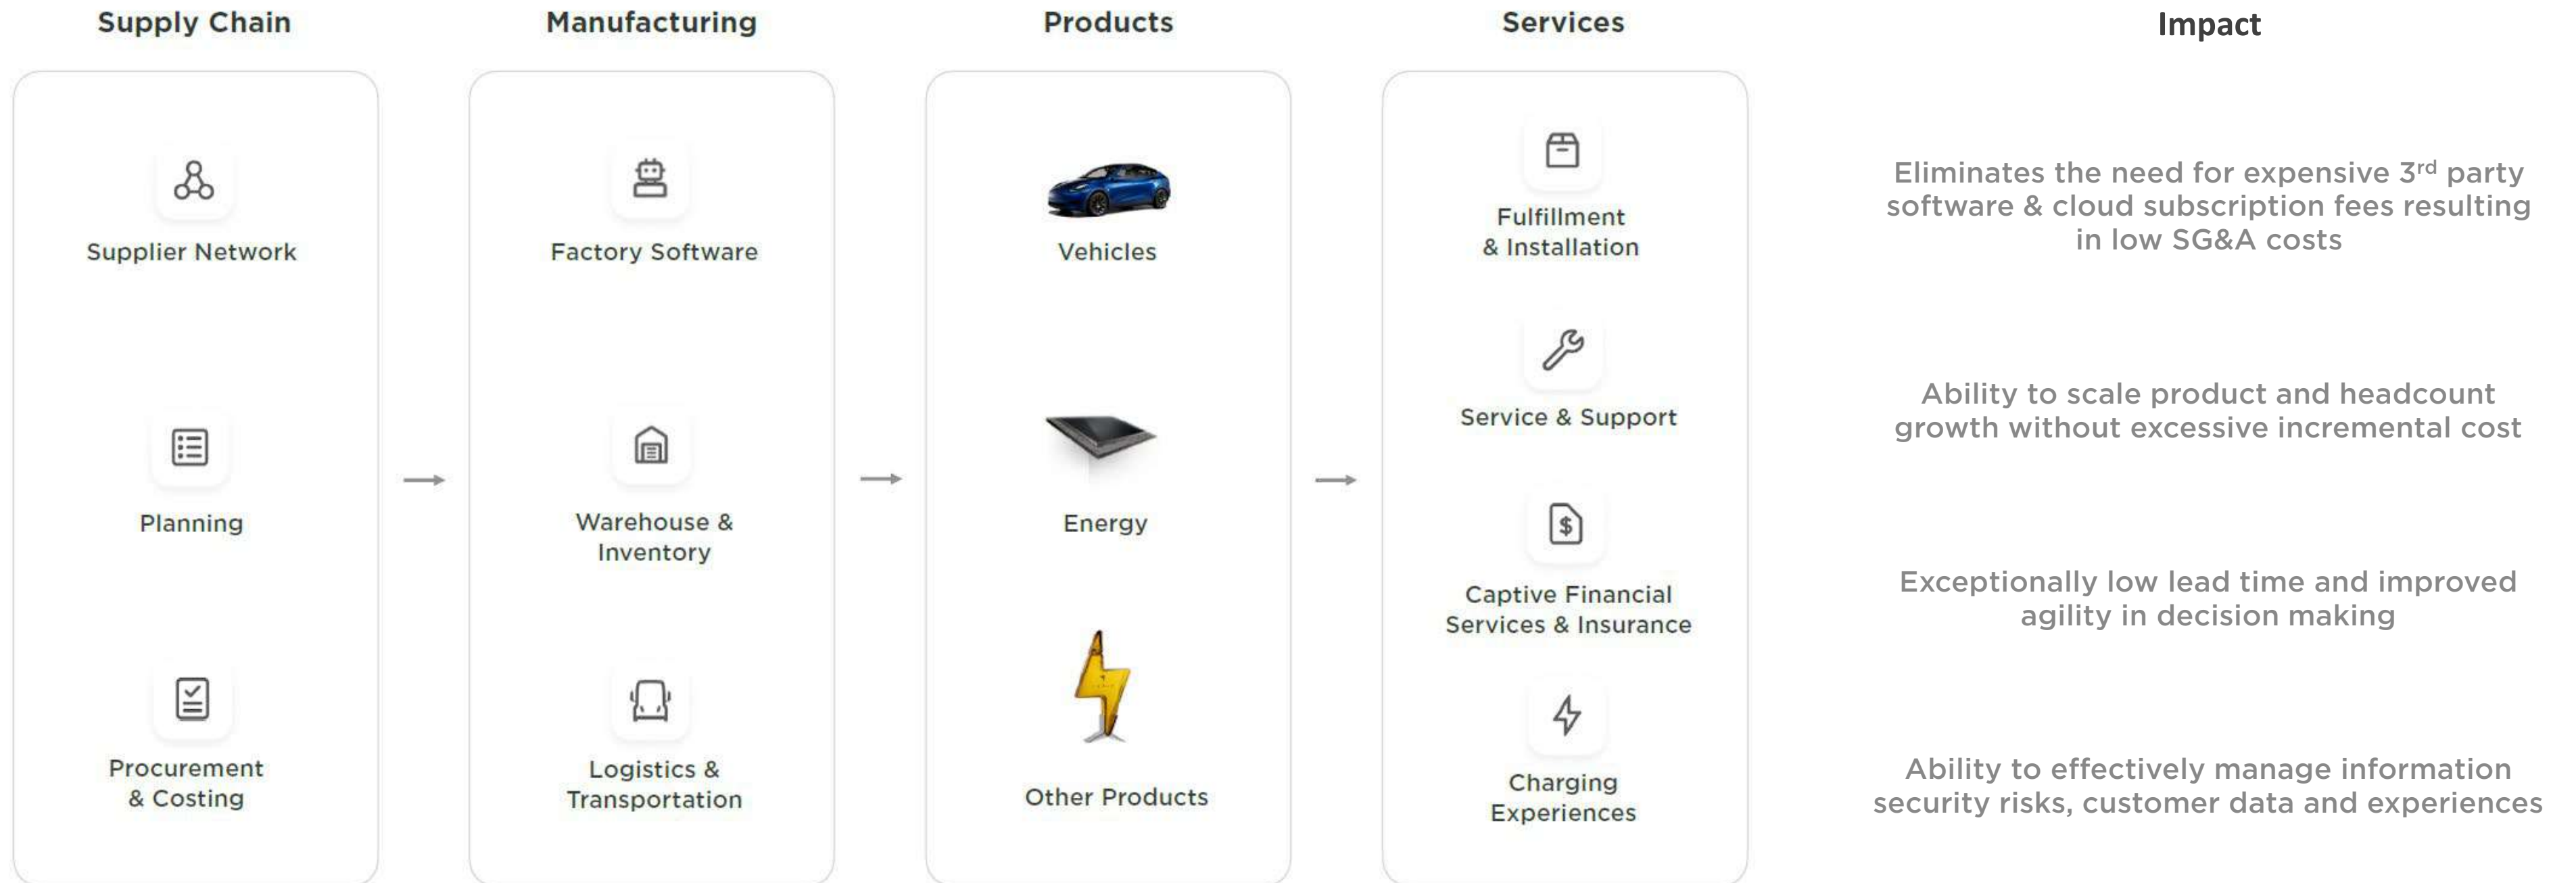 Supply Chain
Supplier Network
Planning
Procurement
& Costing
Manufacturing
Factory Software
Warehouse &
Inventory
Logistics &
Transportation
Products
Vehicles
Energy
Other Products
Services
Fulfillment
& Installation
Service & Support
$
Captive Financial
Services & Insurance
Charging
Experiences
Impact
Eliminates the need for expensive 3rd party
software & cloud subscription fees resulting
in low SG&A costs
Ability to scale product and headcount
growth without excessive incremental cost
Exceptionally low lead time and improved
agility in decision making
Ability to effectively manage information
security risks, customer data and experiences